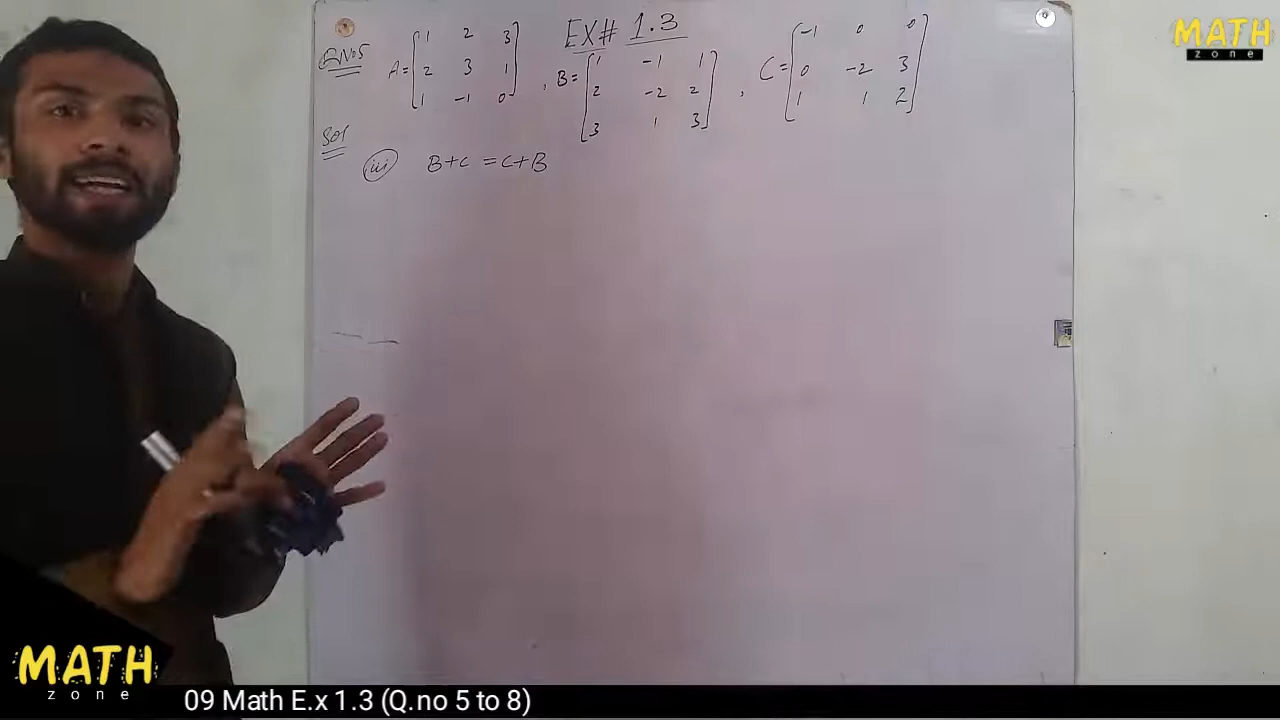 EX# 1.3
Q No5 A=[1 2 3
2 3 1
1 -1 0] , B=[1 -1 1
2 -2 2
3 1 3] , C=[-1 0 0
0 -2 3
1 1 2]
Sol
(iii) B+C = C+B
MATH
zone
MATH
zone
09 Math E.x 1.3 (Q.no 5 to 8)